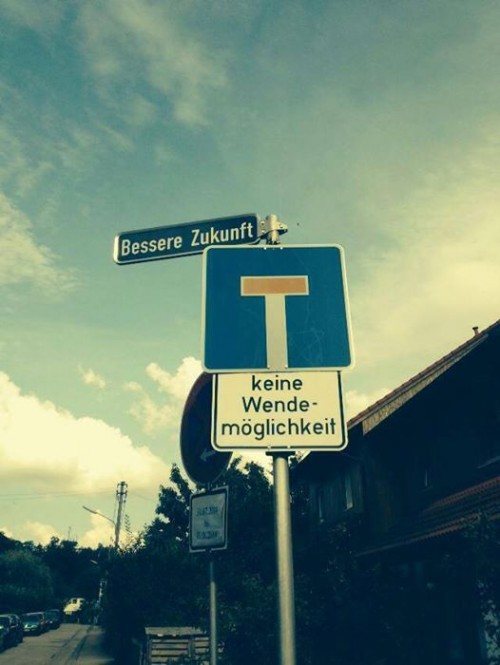 Bessere Zukunft
keine
Wende-
möglichkeit